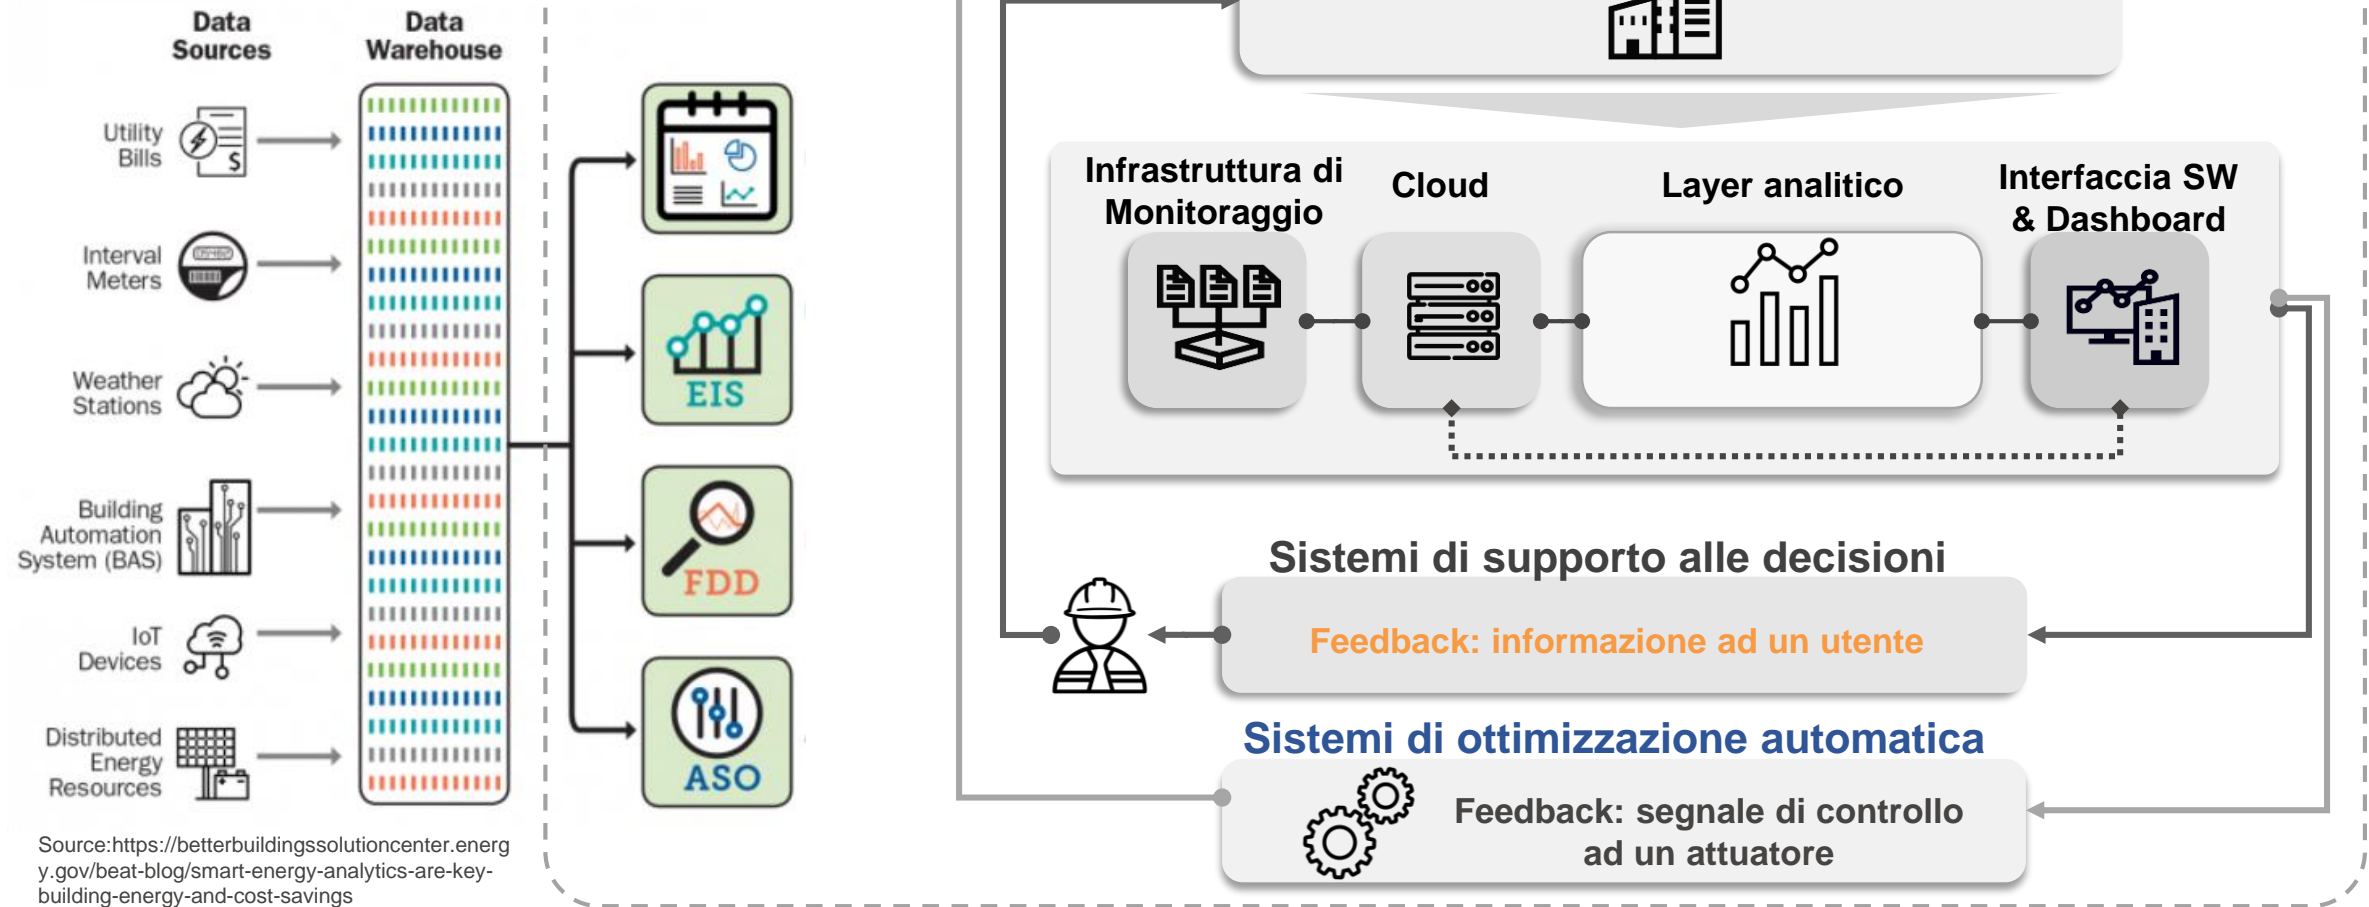 Data
Sources
Data
Warehouse
Utility
Bills
$
Interval
Meters
Weather
Stations
Building
Automation
System (BAS)
IoT
Devices
Distributed
Energy
Resources
EIS
FDD
ASO
Source:https://betterbuildingssolutioncenter.energ
y.gov/beat-blog/smart-energy-analytics-are-key-
building-energy-and-cost-savings
Infrastruttura di
Monitoraggio
Cloud
Layer analitico
Interfaccia SW
& Dashboard
Sistemi di supporto alle decisioni
Feedback: informazione ad un utente
Sistemi di ottimizzazione automatica
Feedback: segnale di controllo
ad un attuatore